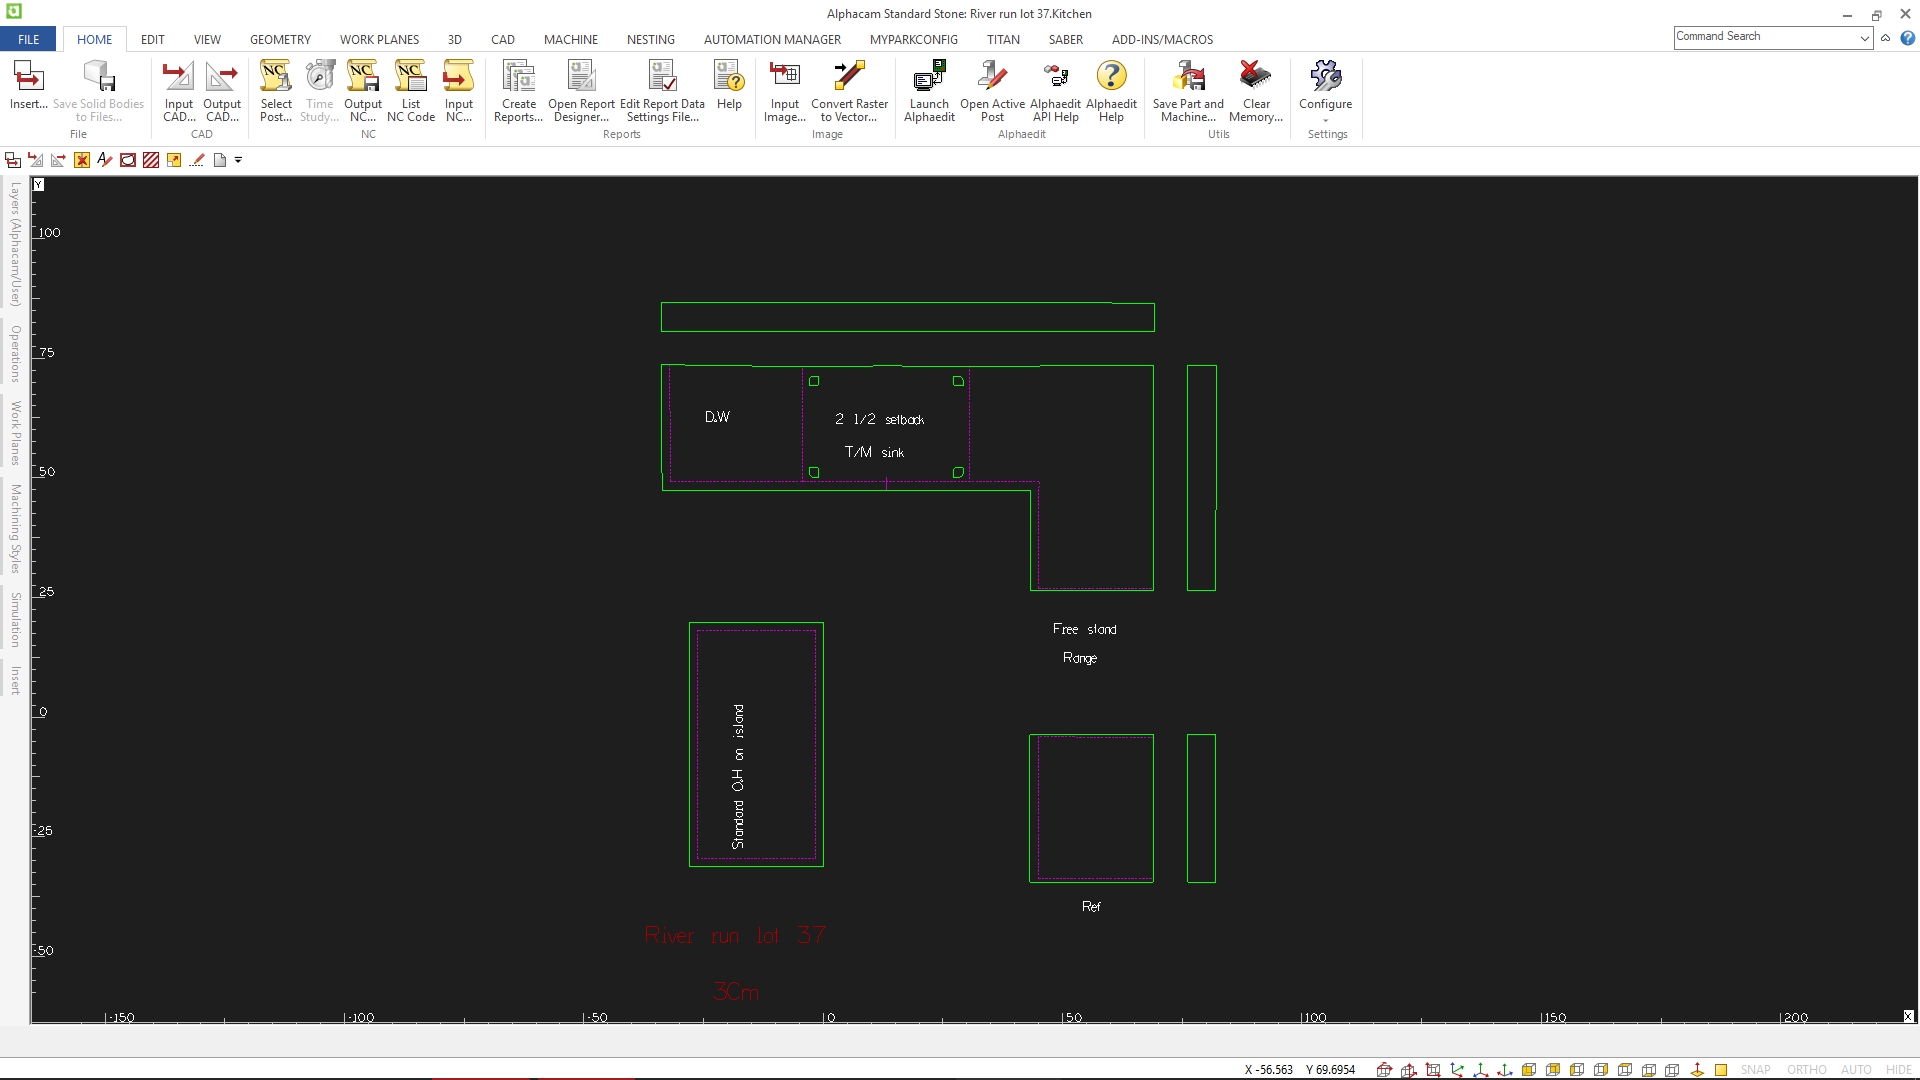 Alphacam Standard Stone: River run lot 37.Kitchen
FILE HOME EDIT VIEW GEOMETRY WORK PLANES 3D CAD MACHINE NESTING AUTOMATION MANAGER MYPARKCONFIG TITAN SABER ADD-INS/MACROS
Command Search
Insert... Save Solid Bodies to Files...
File
Input CAD... Output CAD...
CAD
Select Post... Time Study... Output NC... List NC Code Input NC...
NC
Create Reports... Open Report Designer... Edit Report Data Settings File... Help
Reports
Input Image... Convert Raster to Vector...
Image
Launch Alphaedit Open Active Post Alphaedit API Help Alphaedit Help
Alphaedit
Save Part and Machine... Clear Memory...
Utils
Configure
Settings
Layers (Alphacam/User)
Operations
Work Planes
Machining Styles
Simulation
Insert
Y
100
75
50
25
0
-25
-50
D.W
2 1/2 setback
T/M sink
Free stand
Range
Standard O.H on island
Ref
River run lot 37
3Cm
-150 -100 -50 0 50 100 150 200
X
X -56.563 Y 69.6954
SNAP ORTHO AUTO HIDE